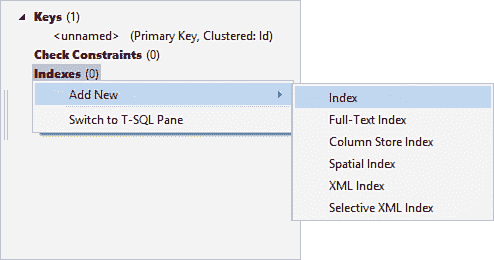 Keys (1)
<unnamed> (Primary Key, Clustered: Id)
Check Constraints (0)
Indexes (0)
Add New
Switch to T-SQL Pane
Index
Full-Text Index
Column Store Index
Spatial Index
XML Index
Selective XML Index